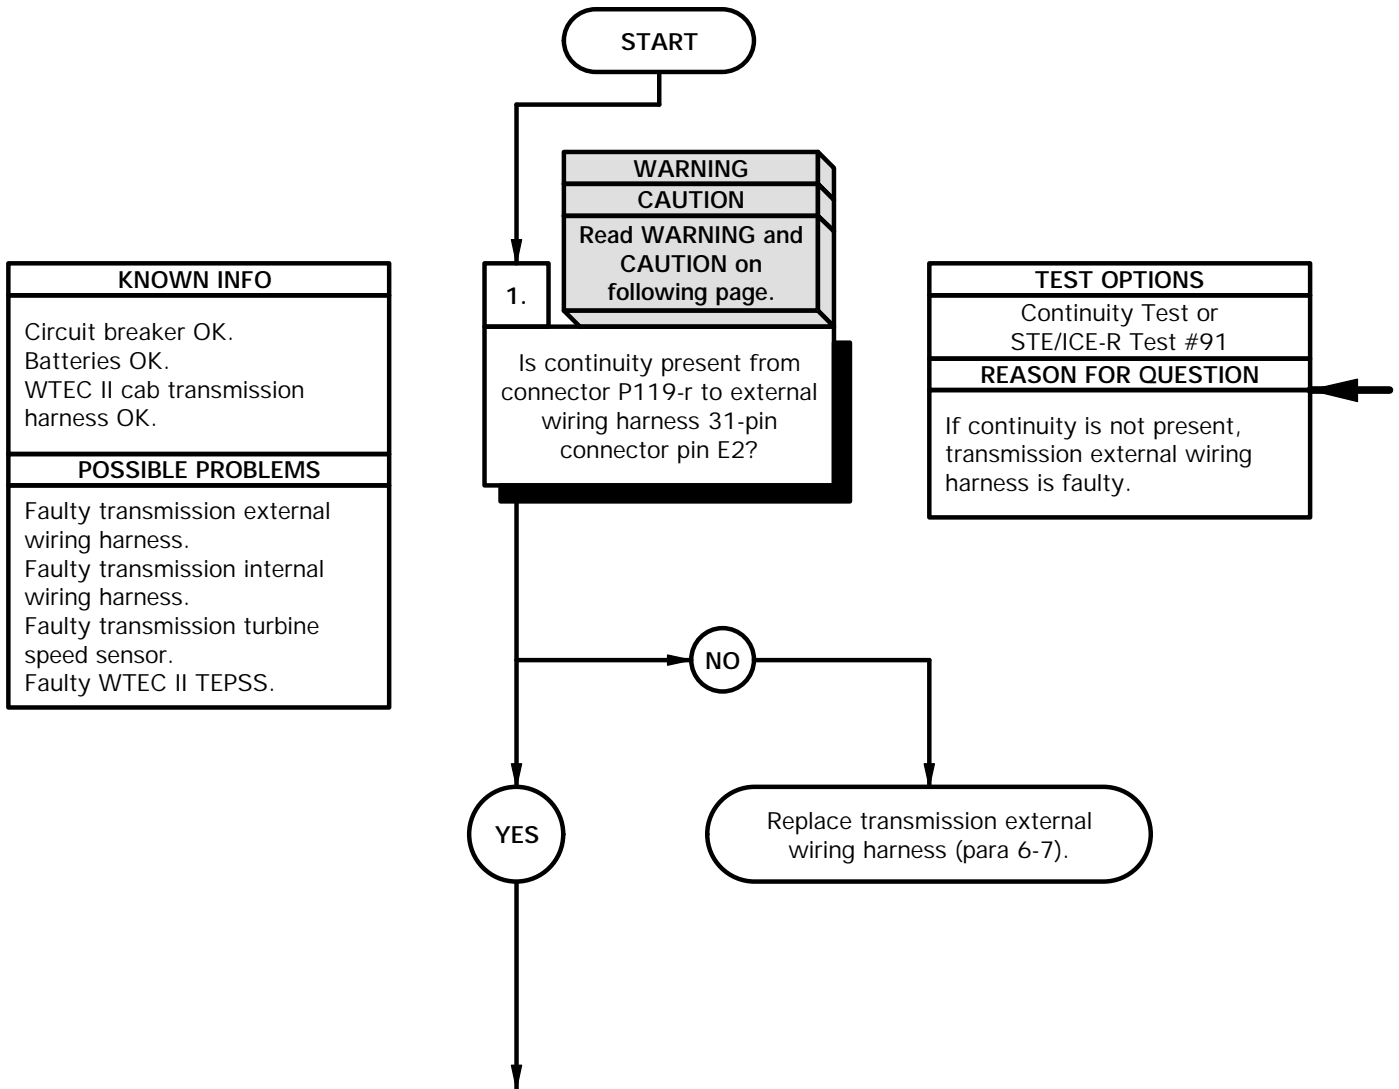 START
WARNING
CAUTION
Read WARNING and
CAUTION on
following page.
KNOWN INFO
Circuit breaker OK.
Batteries OK.
WTEC II cab transmission
harness OK.
POSSIBLE PROBLEMS
Faulty transmission external
wiring harness.
Faulty transmission internal
wiring harness.
Faulty transmission turbine
speed sensor.
Faulty WTEC II TEPSS.
1.
Is continuity present from
connector P119-r to external
wiring harness 31-pin
connector pin E2?
TEST OPTIONS
Continuity Test or
STE/ICE-R Test #91
REASON FOR QUESTION
If continuity is not present,
transmission external wiring
harness is faulty.
NO
YES
Replace transmission external
wiring harness (para 6-7).